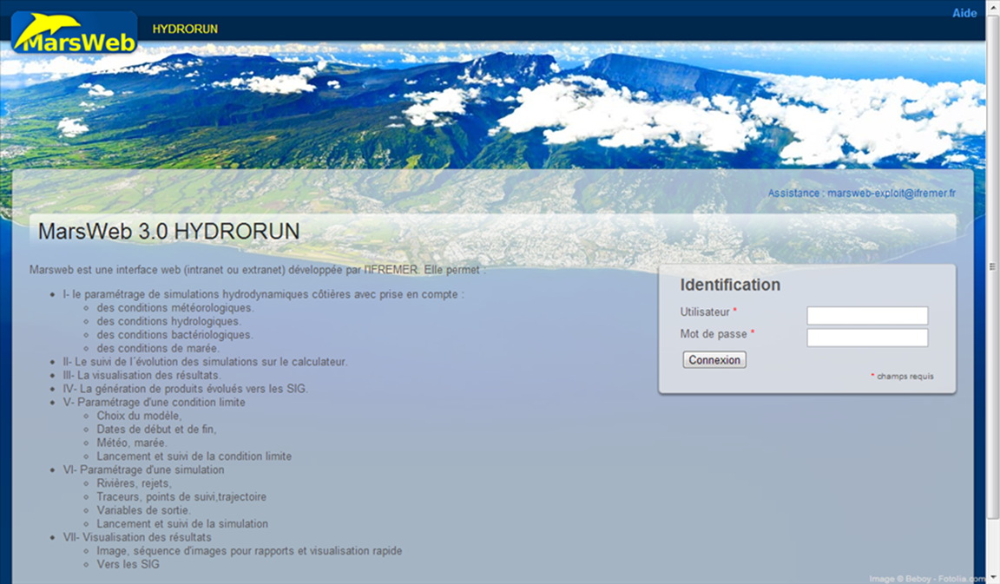 Aide
MarsWeb
HYDRORUN
Assistance : marsweb-exploit@ifremer.fr
MarsWeb 3.0 HYDRORUN
Marsweb est une interface web (intranet ou extranet) développée par l'IFREMER. Elle permet :
I- le paramétrage de simulations hydrodynamiques côtières avec prise en compte :
des conditions météorologiques.
des conditions hydrologiques.
des conditions bactériologiques.
des conditions de marée.
II- Le suivi de l´évolution des simulations sur le calculateur.
III- La visualisation des résultats.
IV- La génération de produits évolués vers les SIG.
V- Paramétrage d'une condition limite
Choix du modèle,
Dates de début et de fin,
Météo, marée.
Lancement et suivi de la condition limite
VI- Paramétrage d'une simulation
Rivières, rejets,
Traceurs, points de suivi,trajectoire
Variables de sortie.
Lancement et suivi de la simulation
VII- Visualisation des résultats
Image, séquence d'images pour rapports et visualisation rapide
Vers les SIG
Identification
Utilisateur *
Mot de passe *
Connexion
* champs requis
Image © Beboy - Fotolia.com